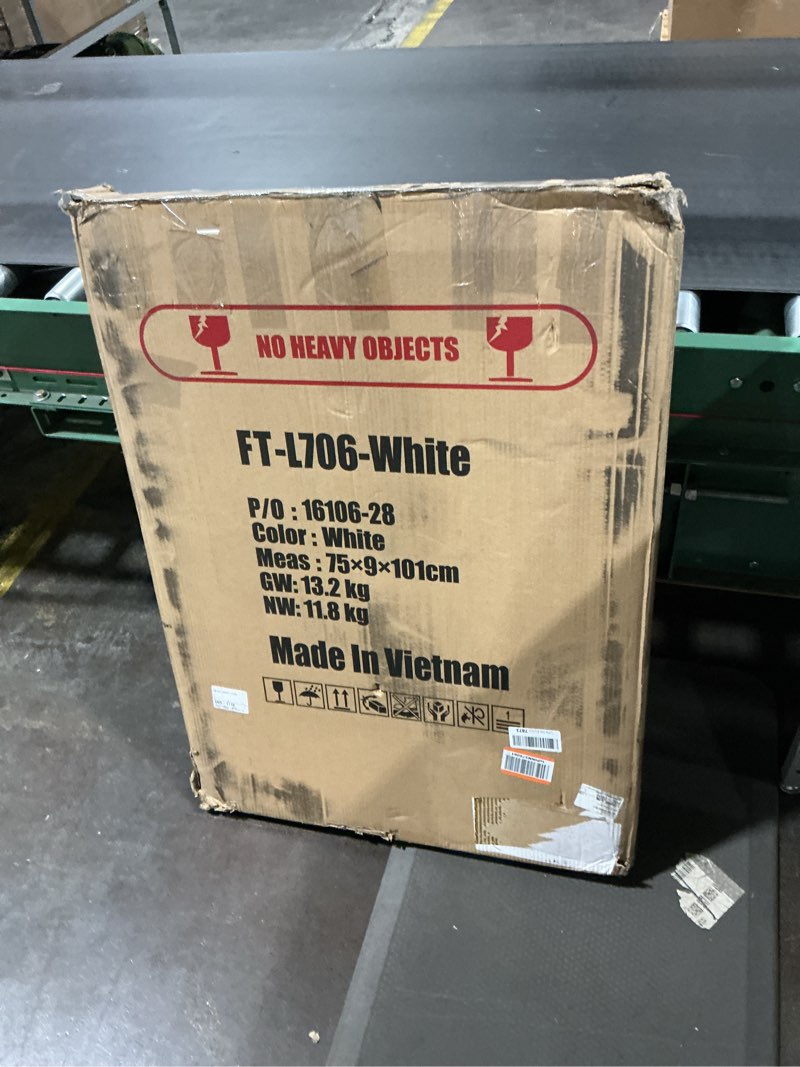 NO HEAVY OBJECTS
FT-L706-White
P/O : 16106-28
Color : White
Meas : 75×9×101cm
GW: 13.2 kg
NW: 11.8 kg
Made In Vietnam
1